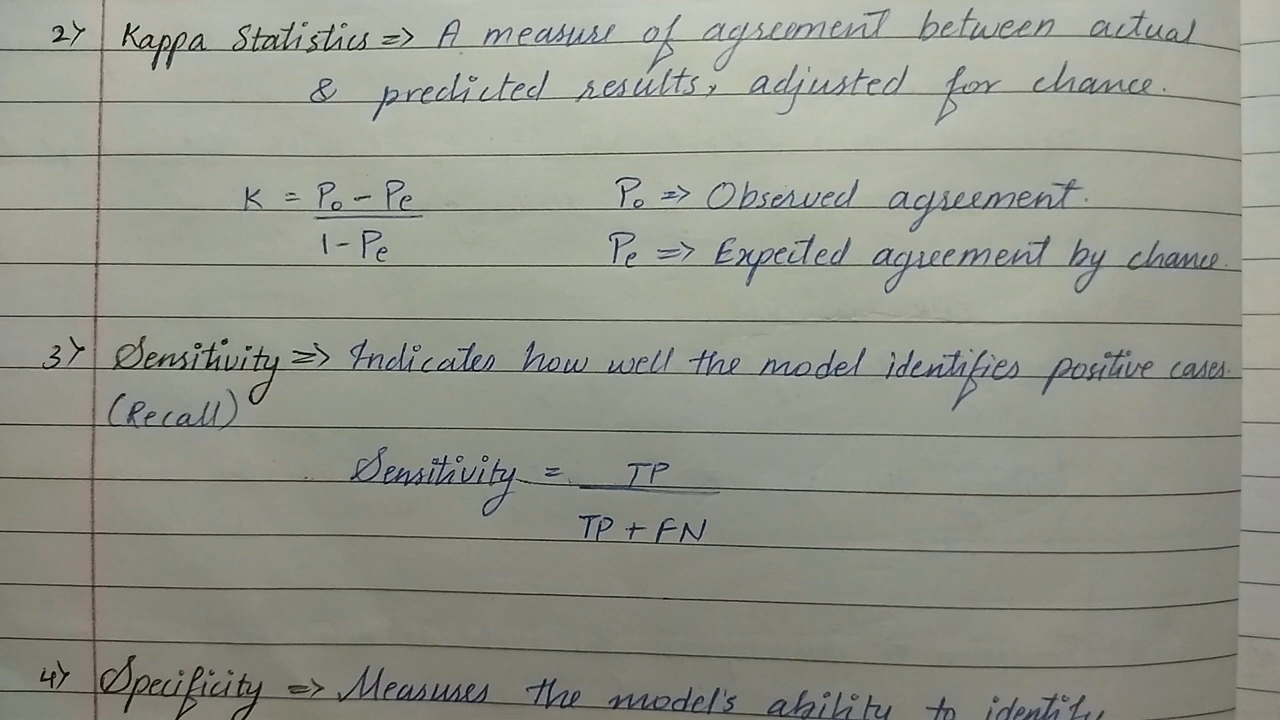 2) Kappa Statistics => A measure of agreement between actual
& predicted results, adjusted for chance.
K = Po - Pe / 1 - Pe
Po => Observed agreement.
Pe => Expected agreement by chance.
3) Sensitivity => Indicates how well the model identifies positive cases.
(Recall)
Sensitivity = TP / TP + FN
4) Specificity => Measures the model's ability to identify